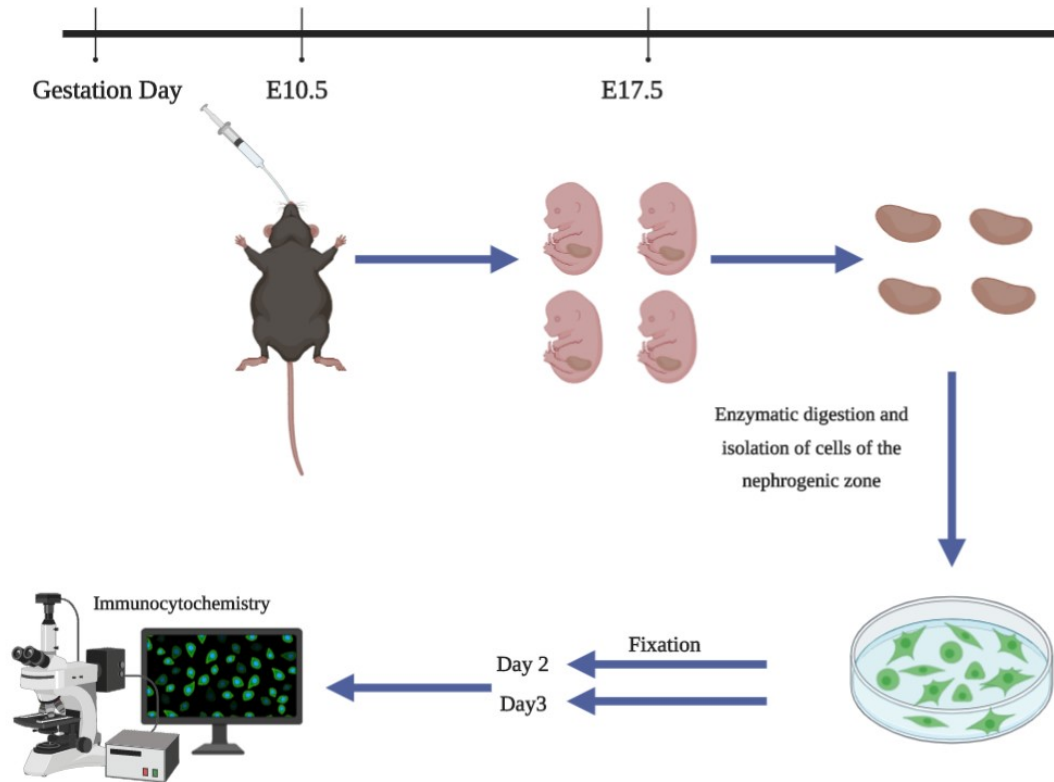 Gestation Day
E10.5
E17.5
Enzymatic digestion and
isolation of cells of the
nephrogenic zone
Immunocytochemistry
Fixation
Day 2
Day3